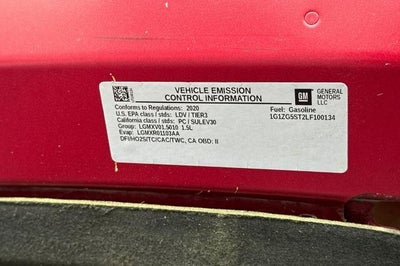 VEHICLE EMISSION
CONTROL INFORMATION
GM GENERAL
MOTORS
LLC
Conforms to Regulations: 2020
U.S. EPA class / stds: LDV / TIER3
California class / stds: PC / SULEV30
Group: LGMXV01.5010 1.5L
Evap: LGMXR01103AA
DFI/HO2S/TC/CAC/TWC, CA OBD: II
Fuel: Gasoline
1G1ZG5ST2LF100134